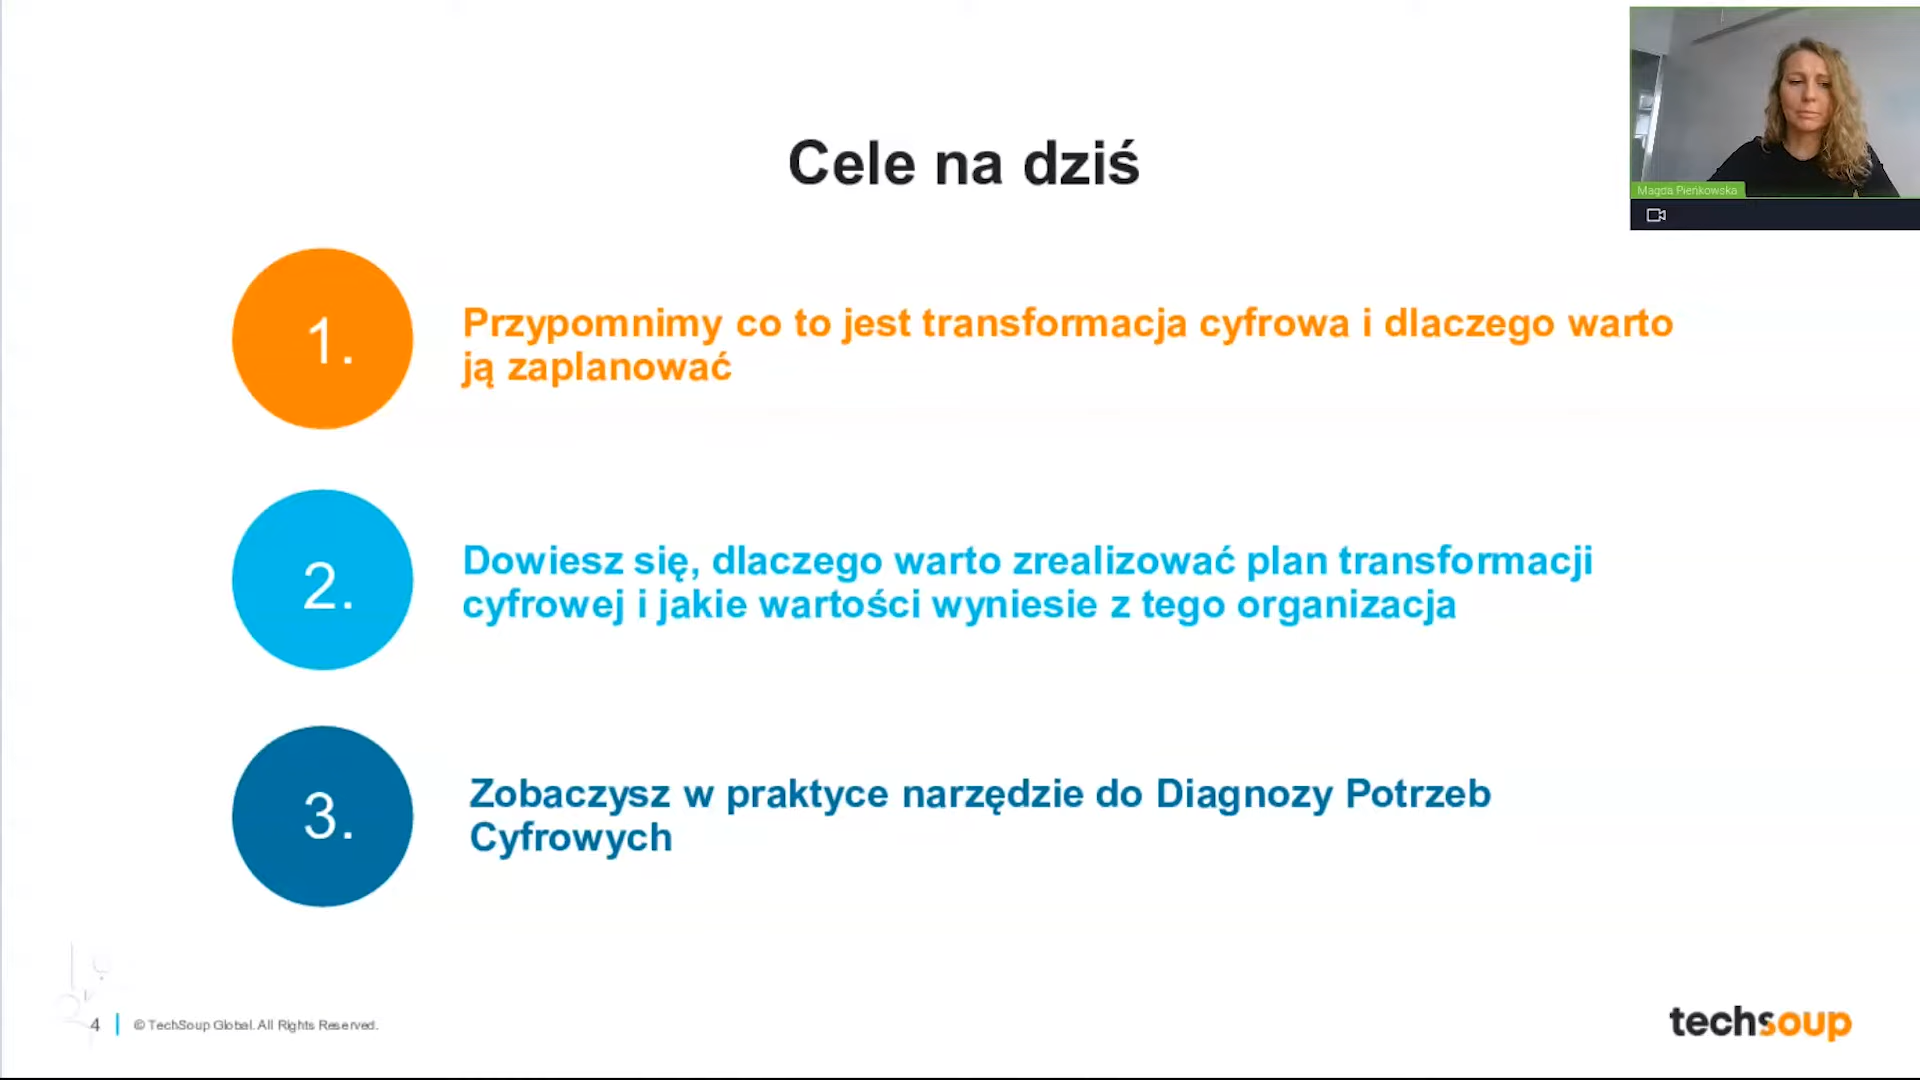 Cele na dziś
Magda Pieńkowska
1.
Przypomnimy co to jest transformacja cyfrowa i dlaczego warto
ją zaplanować
2.
Dowiesz się, dlaczego warto zrealizować plan transformacji
cyfrowej i jakie wartości wyniesie z tego organizacja
3.
Zobaczysz w praktyce narzędzie do Diagnozy Potrzeb
Cyfrowych
4
© TechSoup Global. All Rights Reserved.
techsoup